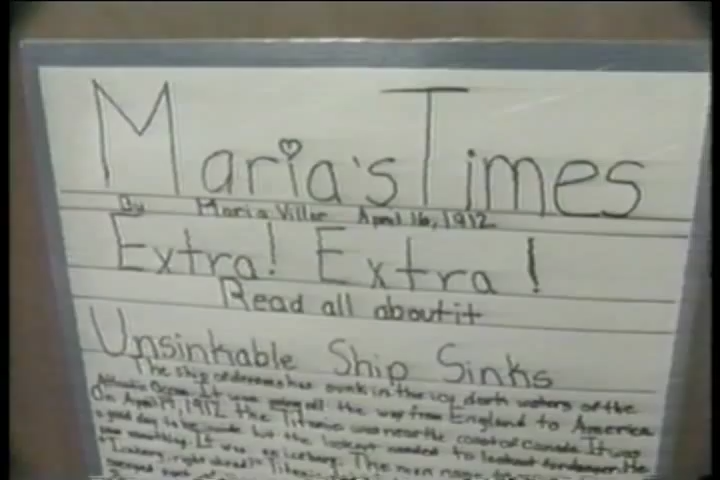 Maria's Times
By Maria Villar April 16, 1912
Extra! Extra!
Read all about it
Unsinkable Ship Sinks
The ship of dreams has sunk in the icy dark waters of the
Atlantic Ocean. It was going all the way from England to America
On April 14, 1912 the Titanic was near the coast of Canada. It was
a good day to be outside but the lookout needed to lookout for danger. He
saw something. It was an iceberg. The men
"Iceberg, right ahead!" Titanic